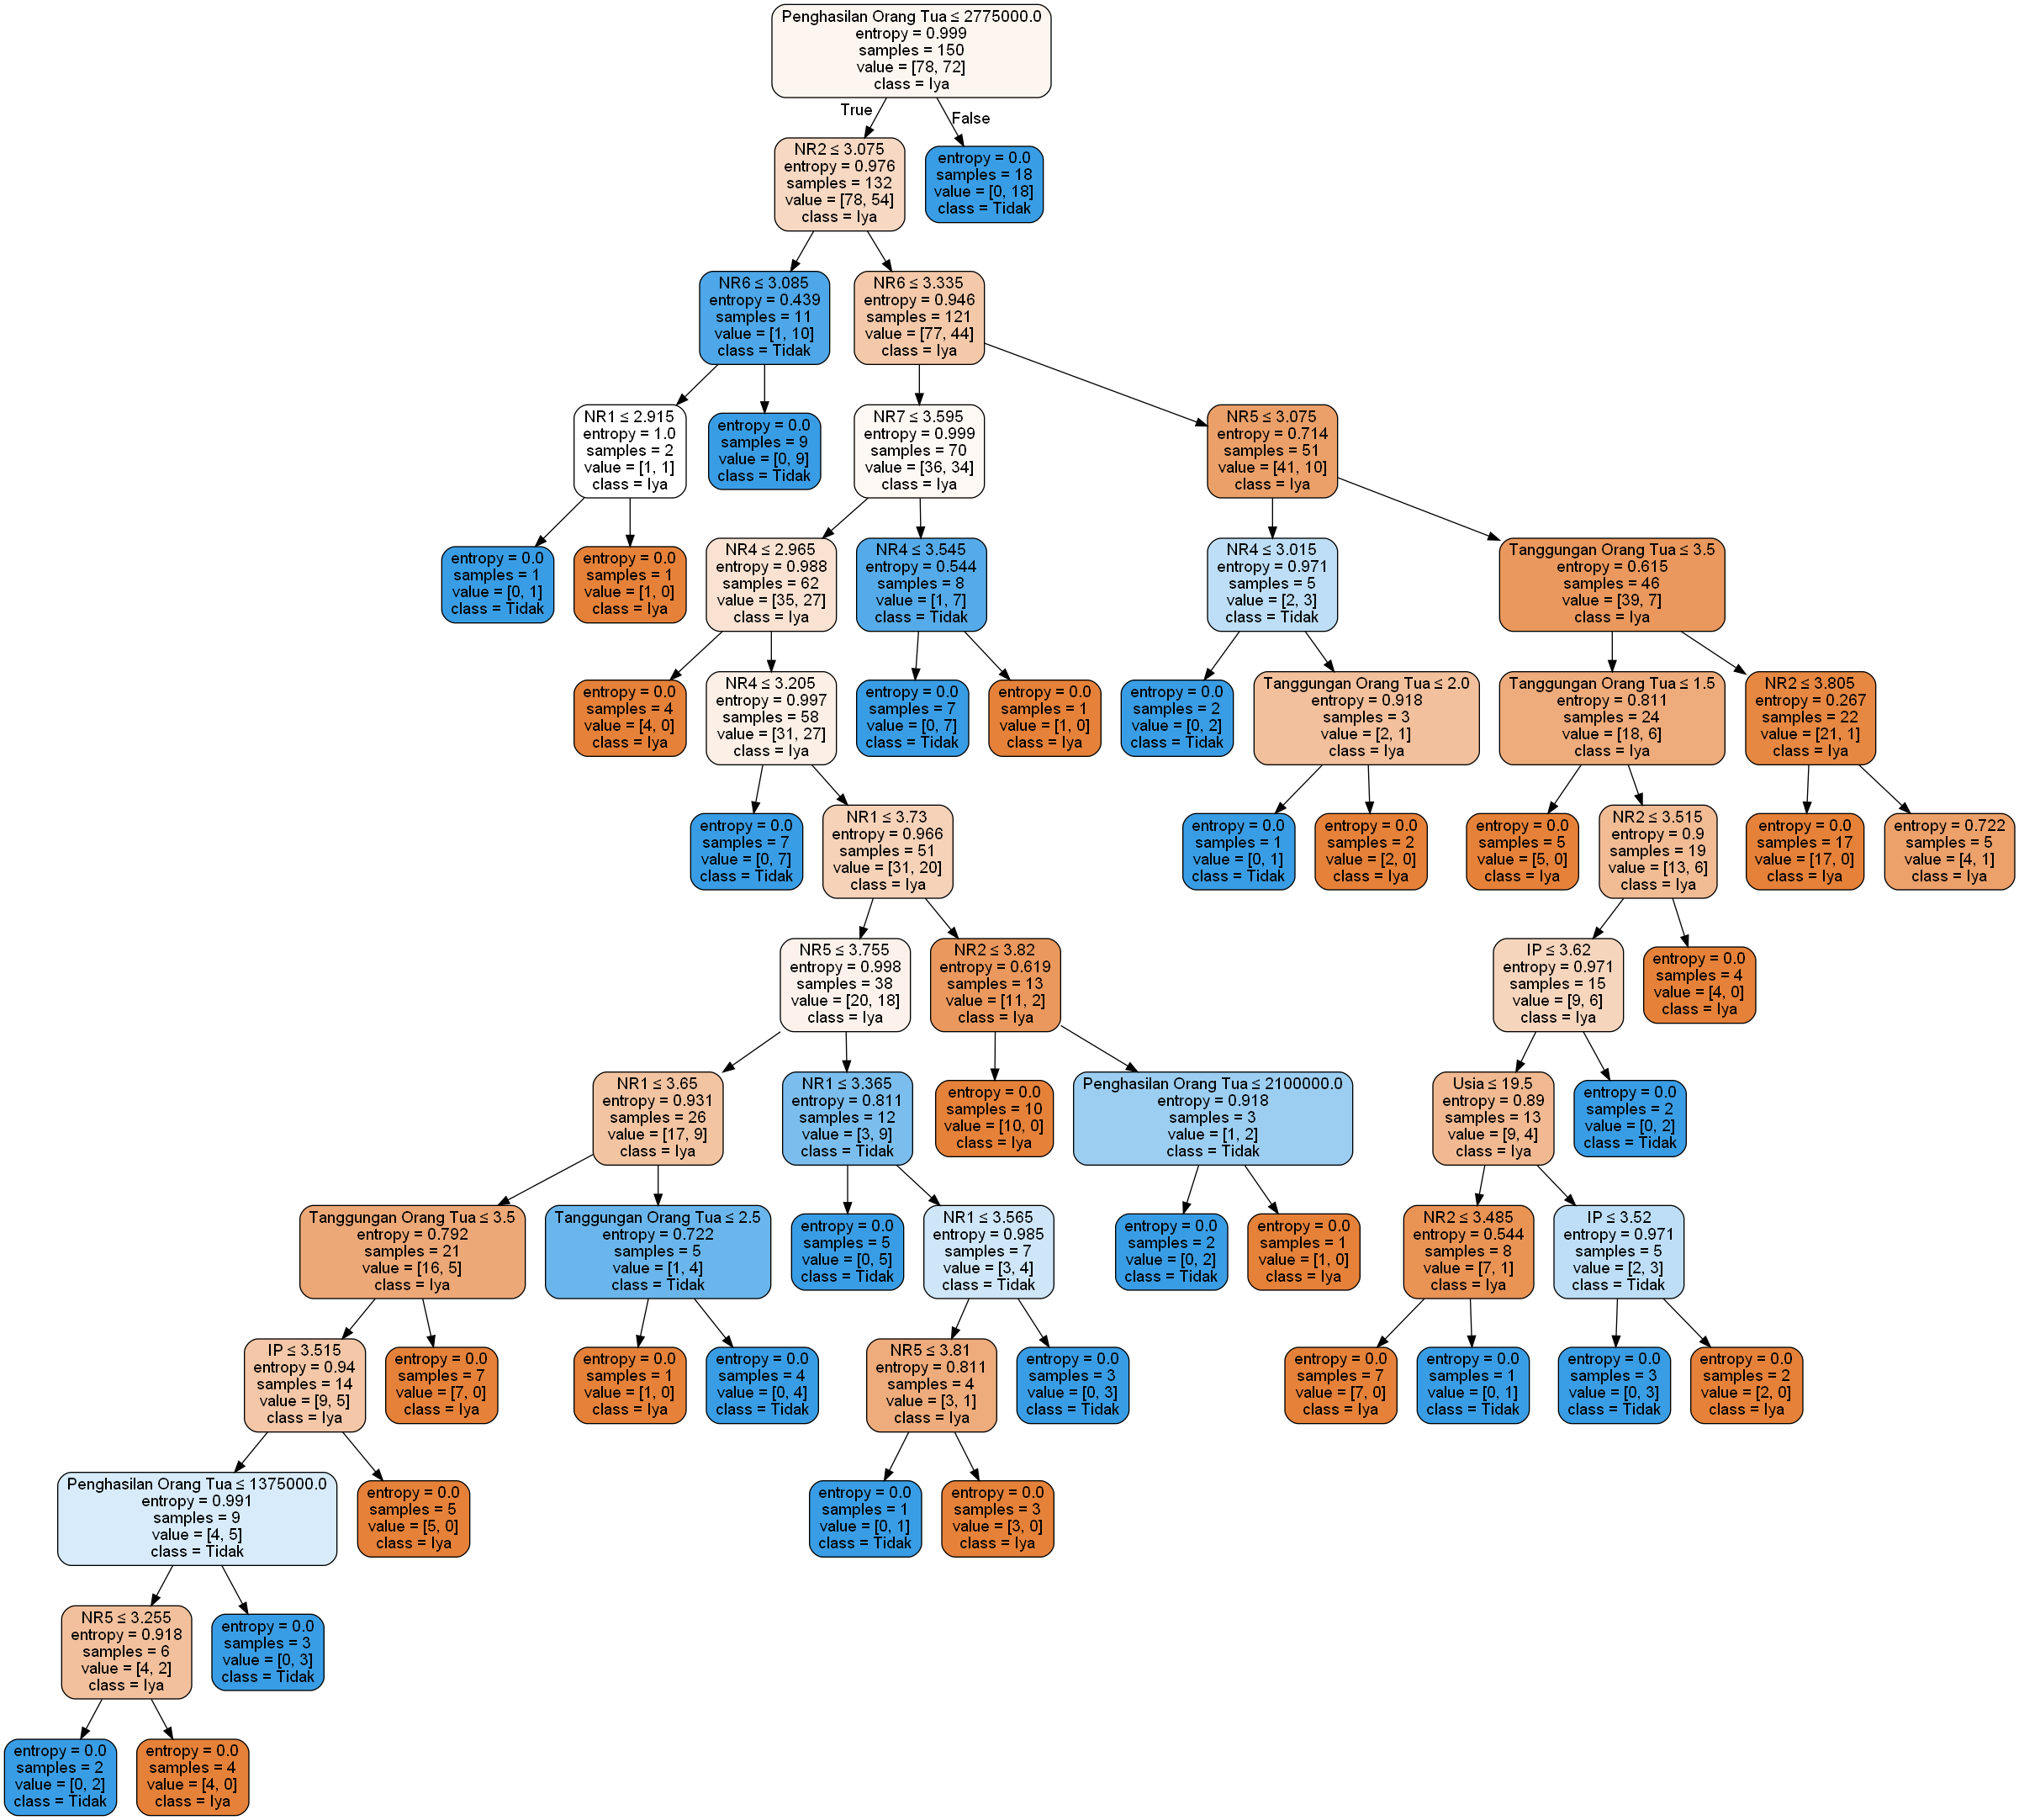 Penghasilan Orang Tua ≤ 2775000.0
entropy = 0.999
samples = 150
value = [78, 72]
class = Iya
True
False
NR2 ≤ 3.075
entropy = 0.976
samples = 132
value = [78, 54]
class = Iya
entropy = 0.0
samples = 18
value = [0, 18]
class = Tidak
NR6 ≤ 3.085
entropy = 0.439
samples = 11
value = [1, 10]
class = Tidak
NR6 ≤ 3.335
entropy = 0.946
samples = 121
value = [77, 44]
class = Iya
NR1 ≤ 2.915
entropy = 1.0
samples = 2
value = [1, 1]
class = Iya
entropy = 0.0
samples = 9
value = [0, 9]
class = Tidak
NR7 ≤ 3.595
entropy = 0.999
samples = 70
value = [36, 34]
class = Iya
NR5 ≤ 3.075
entropy = 0.714
samples = 51
value = [41, 10]
class = Iya
entropy = 0.0
samples = 1
value = [0, 1]
class = Tidak
entropy = 0.0
samples = 1
value = [1, 0]
class = Iya
NR4 ≤ 2.965
entropy = 0.988
samples = 62
value = [35, 27]
class = Iya
NR4 ≤ 3.545
entropy = 0.544
samples = 8
value = [1, 7]
class = Tidak
NR4 ≤ 3.015
entropy = 0.971
samples = 5
value = [2, 3]
class = Tidak
Tanggungan Orang Tua ≤ 3.5
entropy = 0.615
samples = 46
value = [39, 7]
class = Iya
entropy = 0.0
samples = 4
value = [4, 0]
class = Iya
NR4 ≤ 3.205
entropy = 0.997
samples = 58
value = [31, 27]
class = Iya
entropy = 0.0
samples = 7
value = [0, 7]
class = Tidak
entropy = 0.0
samples = 1
value = [1, 0]
class = Iya
entropy = 0.0
samples = 2
value = [0, 2]
class = Tidak
Tanggungan Orang Tua ≤ 2.0
entropy = 0.918
samples = 3
value = [2, 1]
class = Iya
Tanggungan Orang Tua ≤ 1.5
entropy = 0.811
samples = 24
value = [18, 6]
class = Iya
NR2 ≤ 3.805
entropy = 0.267
samples = 22
value = [21, 1]
class = Iya
entropy = 0.0
samples = 7
value = [0, 7]
class = Tidak
NR1 ≤ 3.73
entropy = 0.966
samples = 51
value = [31, 20]
class = Iya
entropy = 0.0
samples = 1
value = [0, 1]
class = Tidak
entropy = 0.0
samples = 2
value = [2, 0]
class = Iya
entropy = 0.0
samples = 5
value = [5, 0]
class = Iya
NR2 ≤ 3.515
entropy = 0.9
samples = 19
value = [13, 6]
class = Iya
entropy = 0.0
samples = 17
value = [17, 0]
class = Iya
entropy = 0.722
samples = 5
value = [4, 1]
class = Iya
NR5 ≤ 3.755
entropy = 0.998
samples = 38
value = [20, 18]
class = Iya
NR2 ≤ 3.82
entropy = 0.619
samples = 13
value = [11, 2]
class = Iya
IP ≤ 3.62
entropy = 0.971
samples = 15
value = [9, 6]
class = Iya
entropy = 0.0
samples = 4
value = [4, 0]
class = Iya
NR1 ≤ 3.65
entropy = 0.931
samples = 26
value = [17, 9]
class = Iya
NR1 ≤ 3.365
entropy = 0.811
samples = 12
value = [3, 9]
class = Tidak
entropy = 0.0
samples = 10
value = [10, 0]
class = Iya
Penghasilan Orang Tua ≤ 2100000.0
entropy = 0.918
samples = 3
value = [1, 2]
class = Tidak
Usia ≤ 19.5
entropy = 0.89
samples = 13
value = [9, 4]
class = Iya
entropy = 0.0
samples = 2
value = [0, 2]
class = Tidak
Tanggungan Orang Tua ≤ 3.5
entropy = 0.792
samples = 21
value = [16, 5]
class = Iya
Tanggungan Orang Tua ≤ 2.5
entropy = 0.722
samples = 5
value = [1, 4]
class = Tidak
entropy = 0.0
samples = 5
value = [0, 5]
class = Tidak
NR1 ≤ 3.565
entropy = 0.985
samples = 7
value = [3, 4]
class = Tidak
entropy = 0.0
samples = 2
value = [0, 2]
class = Tidak
entropy = 0.0
samples = 1
value = [1, 0]
class = Iya
NR2 ≤ 3.485
entropy = 0.544
samples = 8
value = [7, 1]
class = Iya
IP ≤ 3.52
entropy = 0.971
samples = 5
value = [2, 3]
class = Tidak
IP ≤ 3.515
entropy = 0.94
samples = 14
value = [9, 5]
class = Iya
entropy = 0.0
samples = 7
value = [7, 0]
class = Iya
entropy = 0.0
samples = 1
value = [1, 0]
class = Iya
entropy = 0.0
samples = 4
value = [0, 4]
class = Tidak
NR5 ≤ 3.81
entropy = 0.811
samples = 4
value = [3, 1]
class = Iya
entropy = 0.0
samples = 3
value = [0, 3]
class = Tidak
entropy = 0.0
samples = 7
value = [7, 0]
class = Iya
entropy = 0.0
samples = 1
value = [0, 1]
class = Tidak
entropy = 0.0
samples = 3
value = [0, 3]
class = Tidak
entropy = 0.0
samples = 2
value = [2, 0]
class = Iya
Penghasilan Orang Tua ≤ 1375000.0
entropy = 0.991
samples = 9
value = [4, 5]
class = Tidak
entropy = 0.0
samples = 5
value = [5, 0]
class = Iya
entropy = 0.0
samples = 1
value = [0, 1]
class = Tidak
entropy = 0.0
samples = 3
value = [3, 0]
class = Iya
NR5 ≤ 3.255
entropy = 0.918
samples = 6
value = [4, 2]
class = Iya
entropy = 0.0
samples = 3
value = [0, 3]
class = Tidak
entropy = 0.0
samples = 2
value = [0, 2]
class = Tidak
entropy = 0.0
samples = 4
value = [4, 0]
class = Iya